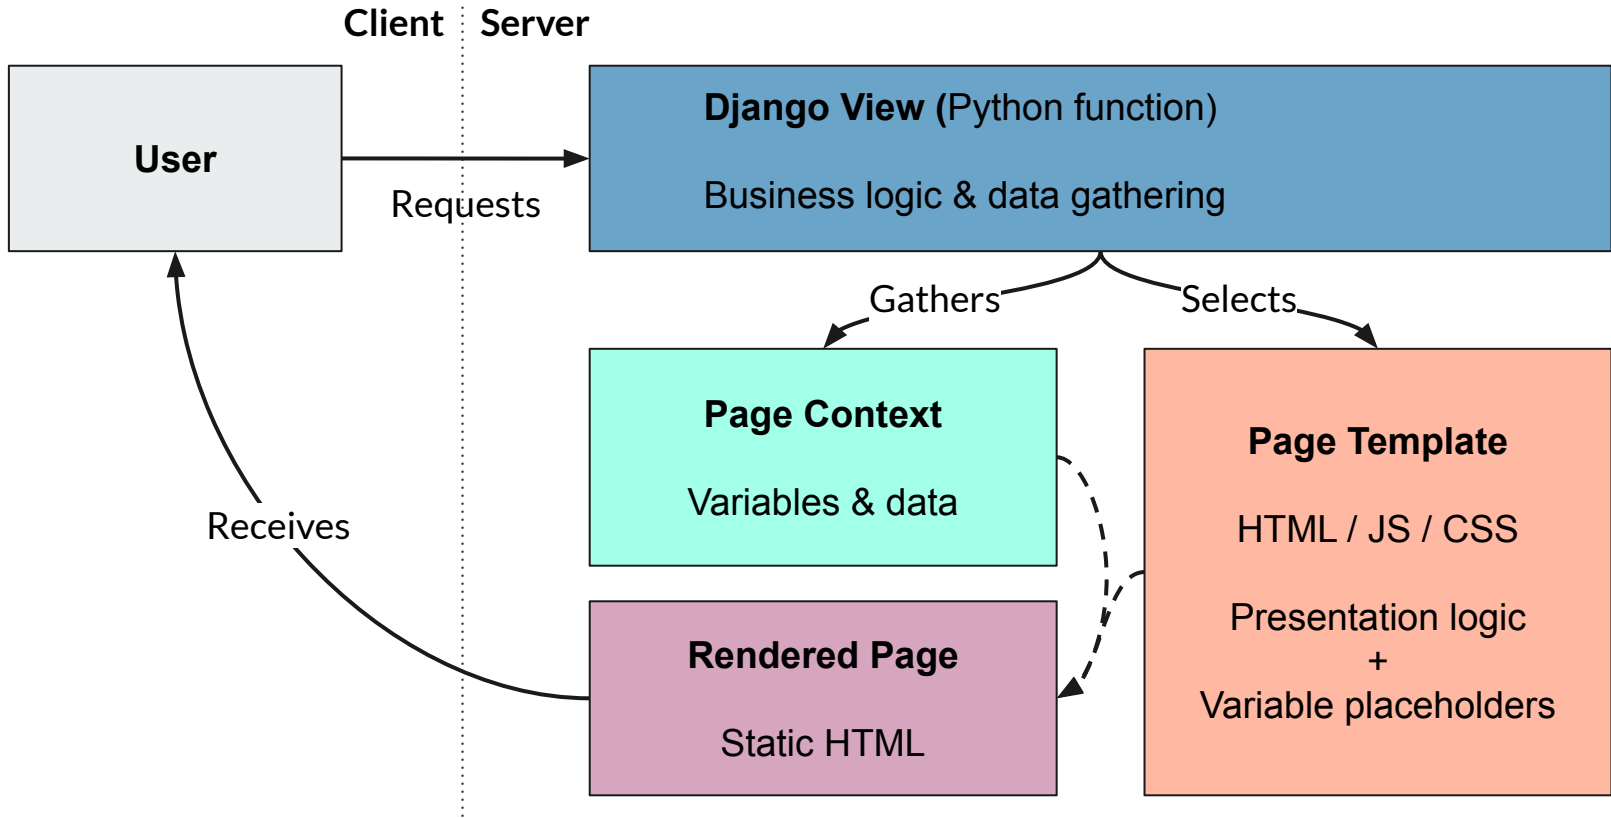 Client
Server
User
Django View (Python function)
Business logic & data gathering
Requests
Gathers
Selects
Page Context
Variables & data
Page Template
HTML / JS / CSS
Presentation logic
+
Variable placeholders
Receives
Rendered Page
Static HTML